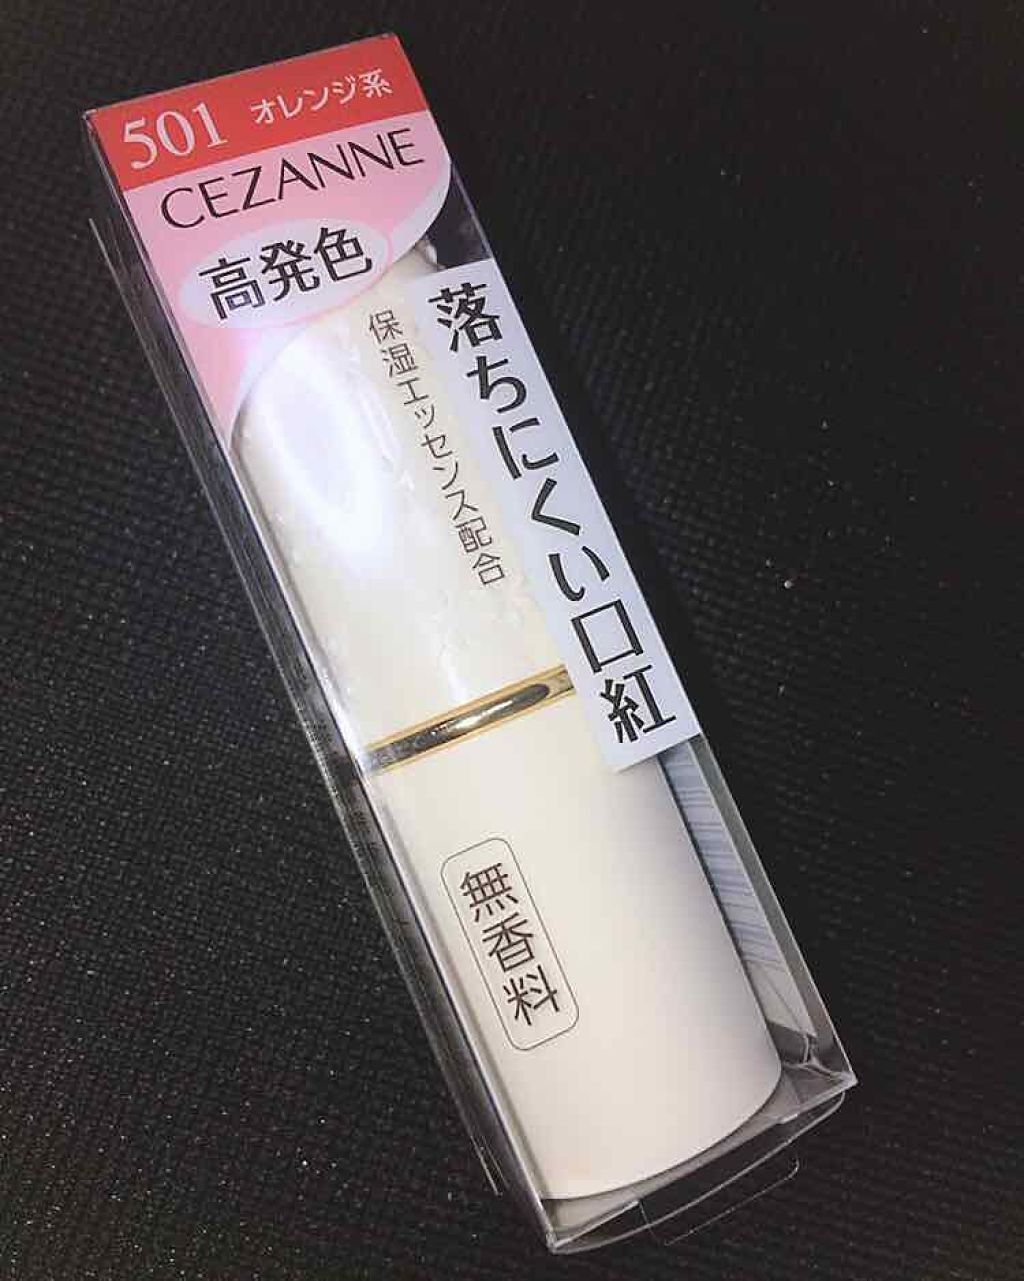 501 オレンジ系
CEZANNE
高発色
落ちにくい口紅
保湿エッセンス配合
無香料